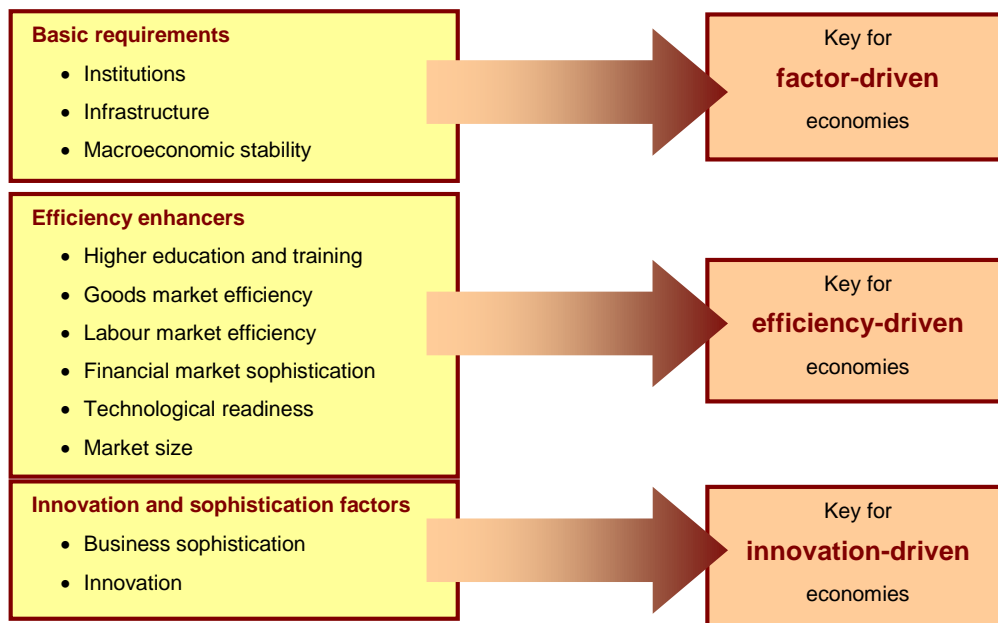 Basic requirements
• Institutions
• Infrastructure
• Macroeconomic stability
Key for
factor-driven
economies
Efficiency enhancers
• Higher education and training
• Goods market efficiency
• Labour market efficiency
• Financial market sophistication
• Technological readiness
• Market size
Key for
efficiency-driven
economies
Innovation and sophistication factors
• Business sophistication
• Innovation
Key for
innovation-driven
economies